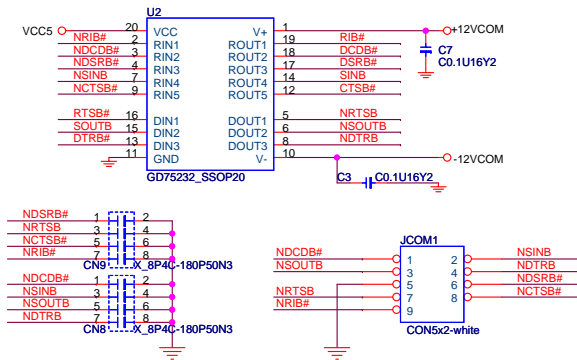 U2
VCC5 20 VCC V+ 1 +12VCOM
NRIB# 2 RIN1 ROUT1 19 RIB#
NDCDB# 3 RIN2 ROUT2 18 DCDB#
NDSRB# 4 RIN3 ROUT3 17 DSRB#
NSINB 7 RIN4 ROUT4 14 SINB
NCTSB# 9 RIN5 ROUT5 12 CTSB#
C7
C0.1U16Y2
RTSB# 16 DIN1 DOUT1 5 NRTSB
SOUTB 15 DIN2 DOUT2 6 NSOUTB
DTRB# 13 DIN3 DOUT3 8 NDTRB
11 GND V- 10 -12VCOM
GD75232_SSOP20
C3 C0.1U16Y2
NDSRB# 1 2
NRTSB 3 4
NCTSB# 5 6
NRIB# 7 8
CN9 X_8P4C-180P50N3
NDCDB# 1 2
NSINB 3 4
NSOUTB 5 6
NDTRB 7 8
CN8 X_8P4C-180P50N3
JCOM1
NDCDB# 1 2 NSINB
NSOUTB 3 4 NDTRB
5 6 NDSRB#
NRTSB 7 8 NCTSB#
NRIB# 9
CON5x2-white